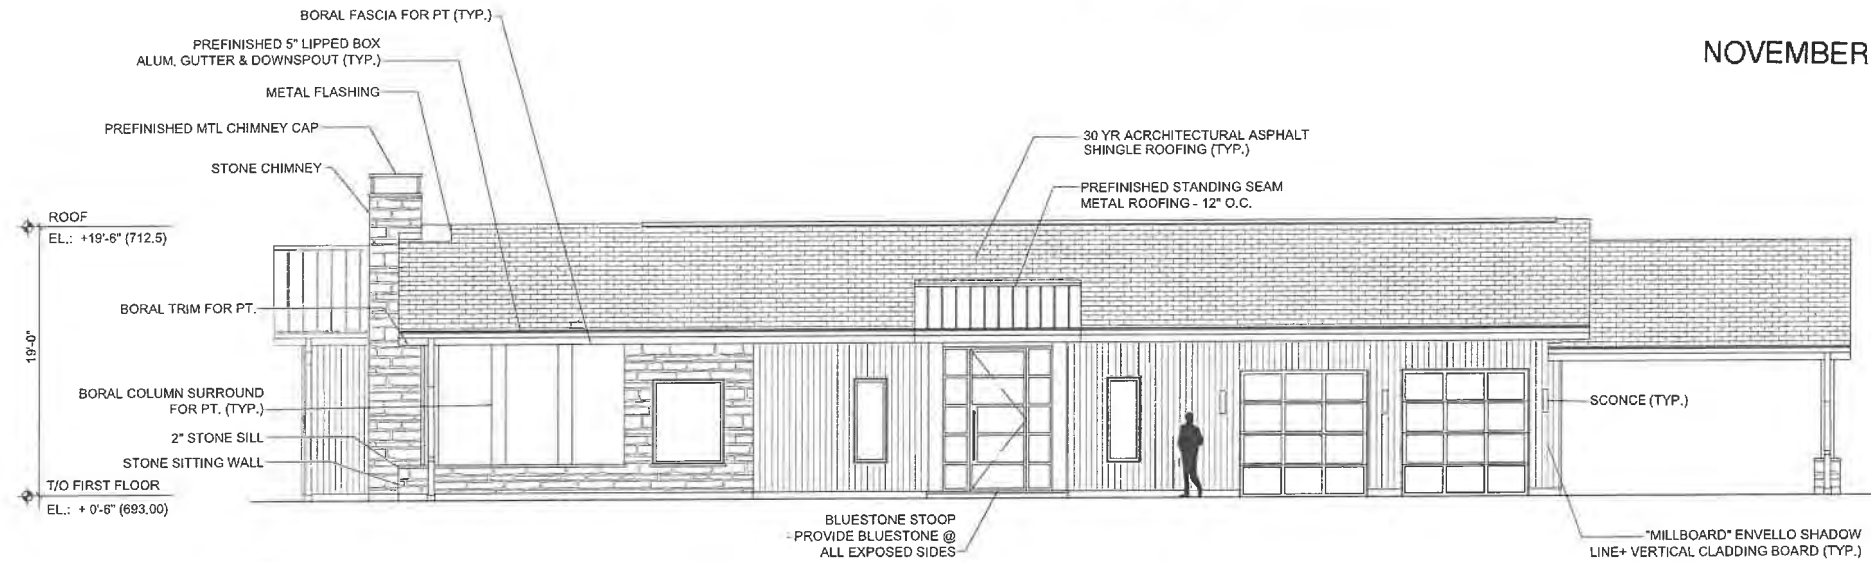 BORAL FASCIA FOR PT (TYP.)
PREFINISHED 5" LIPPED BOX
ALUM. GUTTER & DOWNSPOUT (TYP.)
METAL FLASHING
PREFINISHED MTL CHIMNEY CAP
STONE CHIMNEY
ROOF
EL.: +19'-6" (712.5)
BORAL TRIM FOR PT.
19'-0"
BORAL COLUMN SURROUND
FOR PT. (TYP.)
2" STONE SILL
STONE SITTING WALL
T/O FIRST FLOOR
EL.: + 0'-6" (693.00)
NOVEMBER
30 YR ACRCHITECTURAL ASPHALT
SHINGLE ROOFING (TYP.)
PREFINISHED STANDING SEAM
METAL ROOFING - 12" O.C.
SCONCE (TYP.)
BLUESTONE STOOP
-PROVIDE BLUESTONE @
ALL EXPOSED SIDES
"MILLBOARD" ENVELLO SHADOW
LINE+ VERTICAL CLADDING BOARD (TYP.)